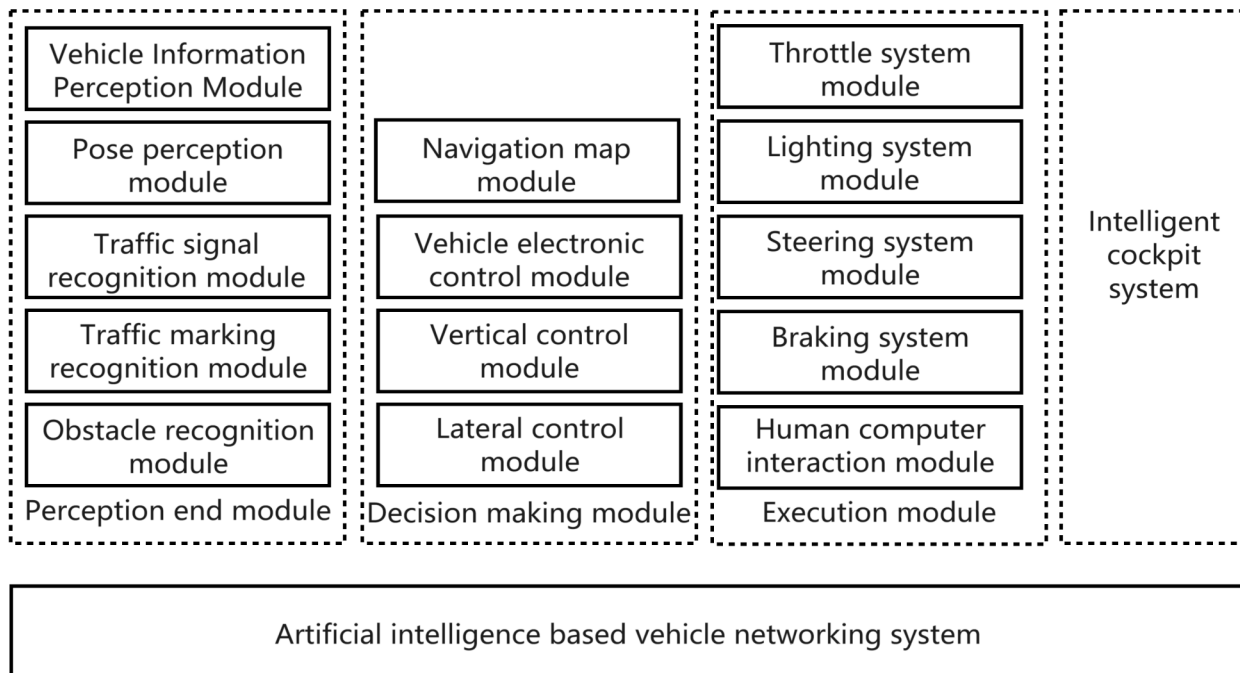 Vehicle Information
Perception Module
Pose perception
module
Traffic signal
recognition module
Traffic marking
recognition module
Obstacle recognition
module
Perception end module
Navigation map
module
Vehicle electronic
control module
Vertical control
module
Lateral control
module
Decision making module
Throttle system
module
Lighting system
module
Steering system
module
Braking system
module
Human computer
interaction module
Execution module
Intelligent
cockpit
system
Artificial intelligence based vehicle networking system